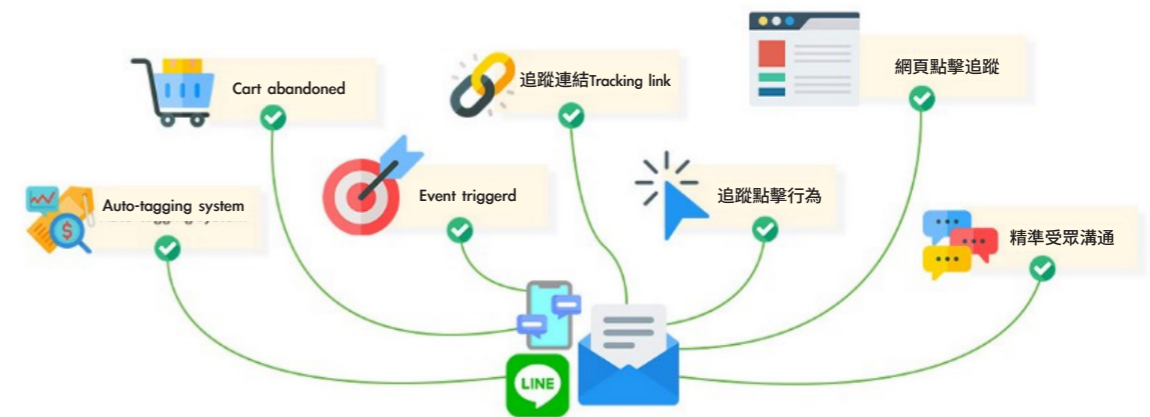 Cart abandoned
追蹤連結Tracking link
網頁點擊追蹤
Auto-tagging system
Event triggerd
追蹤點擊行為
精準受眾溝通
LINE